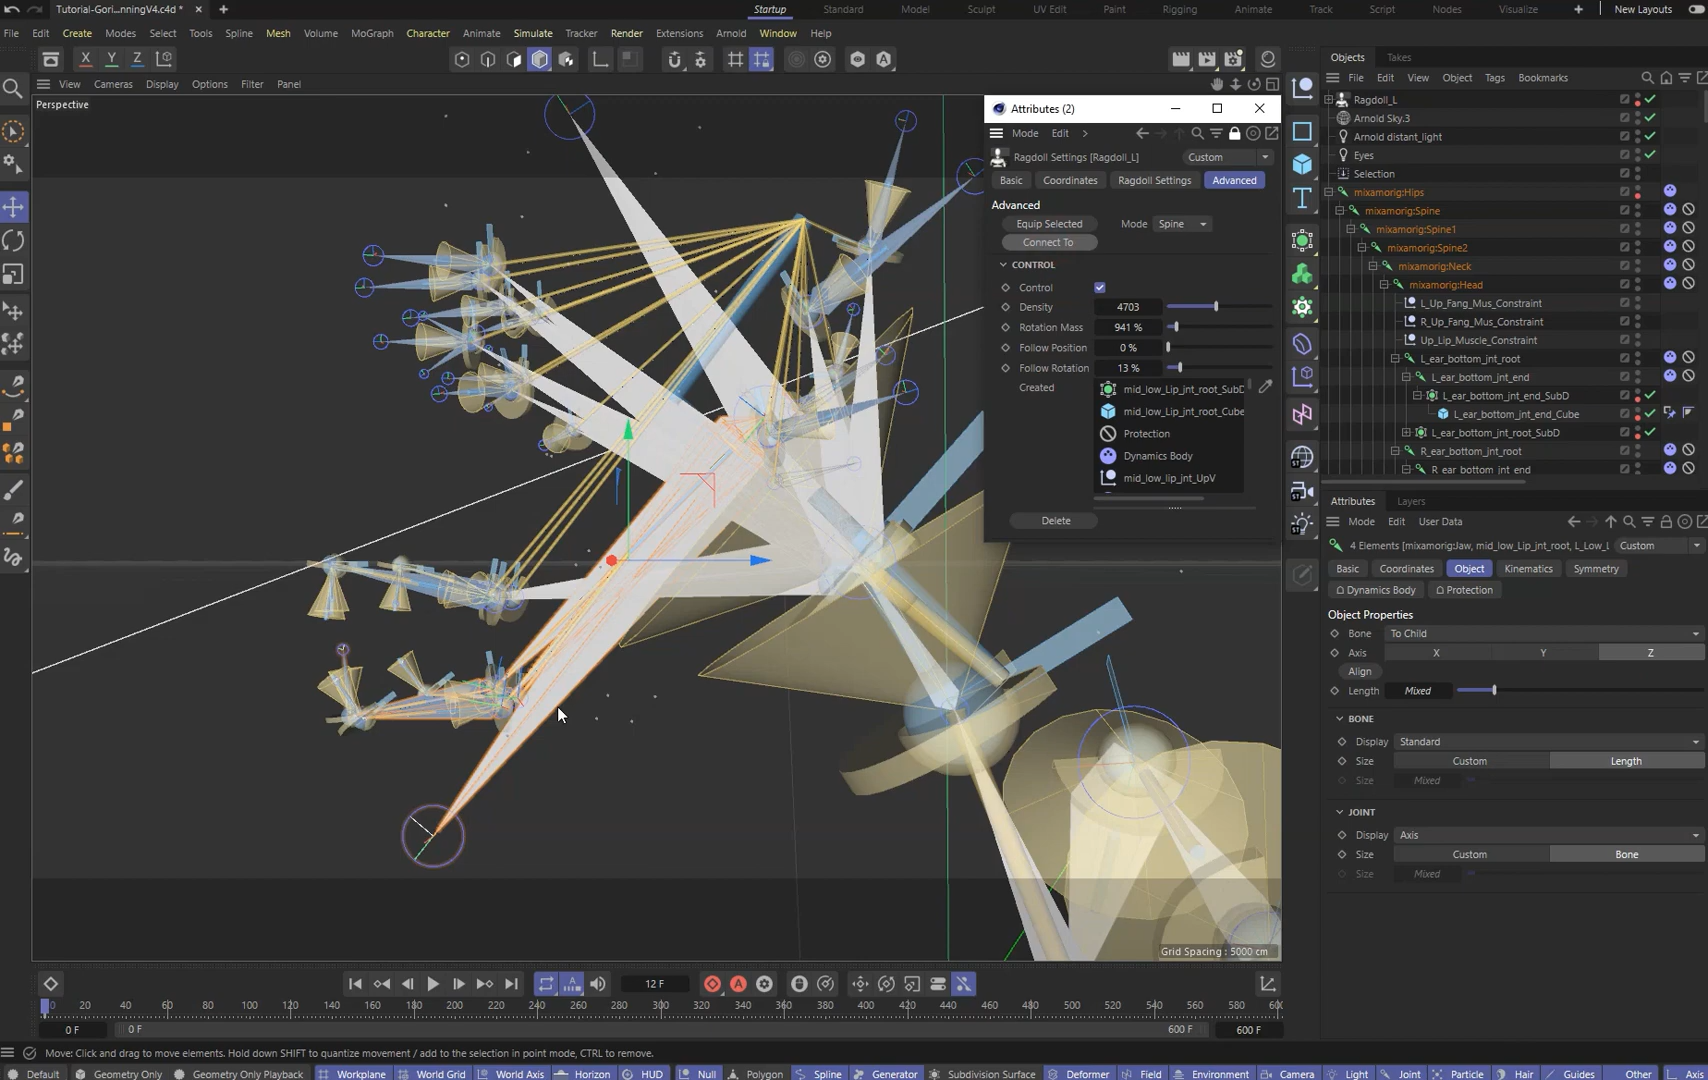 Tutorial-Gori...nningV4.c4d *
Startup
Standard
Model
Sculpt
UV Edit
Paint
Rigging
Animate
Track
Script
Nodes
Visualize
New Layouts
File Edit Create Modes Select Tools Spline Mesh Volume MoGraph Character Animate Simulate Tracker Render Extensions Arnold Window Help
X Y Z
View Cameras Display Options Filter Panel
Perspective
Attributes (2)
Mode Edit
Ragdoll Settings [Ragdoll_L] Custom
Basic Coordinates Ragdoll Settings Advanced
Advanced
Equip Selected Mode Spine
Connect To
CONTROL
Control
Density 4703
Rotation Mass 941 %
Follow Position 0 %
Follow Rotation 13 %
Created mid_low_Lip_jnt_root_SubD
mid_low_Lip_jnt_root_Cube
Protection
Dynamics Body
mid_low_lip_jnt_UpV
Delete
Grid Spacing : 5000 cm
Objects Takes
File Edit View Object Tags Bookmarks
Ragdoll_L
Arnold Sky.3
Arnold distant_light
Eyes
Selection
mixamorig:Hips
mixamorig:Spine
mixamorig:Spine1
mixamorig:Spine2
mixamorig:Neck
mixamorig:Head
L_Up_Fang_Mus_Constraint
R_Up_Fang_Mus_Constraint
Up_Lip_Muscle_Constraint
L_ear_bottom_jnt_root
L_ear_bottom_jnt_end
L_ear_bottom_jnt_end_SubD
L_ear_bottom_jnt_end_Cube
L_ear_bottom_jnt_root_SubD
R_ear_bottom_jnt_root
R_ear_bottom_jnt_end
Attributes Layers
Mode Edit User Data
4 Elements [mixamorig:Jaw, mid_low_Lip_jnt_root, L_Low_L Custom
Basic Coordinates Object Kinematics Symmetry
Dynamics Body Protection
Object Properties
Bone To Child
Axis X Y Z
Align
Length Mixed
BONE
Display Standard
Size Custom Length
Size Mixed
JOINT
Display Axis
Size Custom Bone
Size Mixed
12 F
0 20 40 60 80 100 120 140 160 180 200 220 240 260 280 300 320 340 360 380 400 420 440 460 480 500 520 540 560 580 600
0 F 0 F 600 F 600 F
Move: Click and drag to move elements. Hold down SHIFT to quantize movement / add to the selection in point mode, CTRL to remove.
Default Geometry Only Geometry Only Playback Workplane World Grid World Axis Horizon HUD Null Polygon Spline Generator Subdivision Surface Deformer Field Environment Camera Light Joint Particle Hair Guides Other Axis